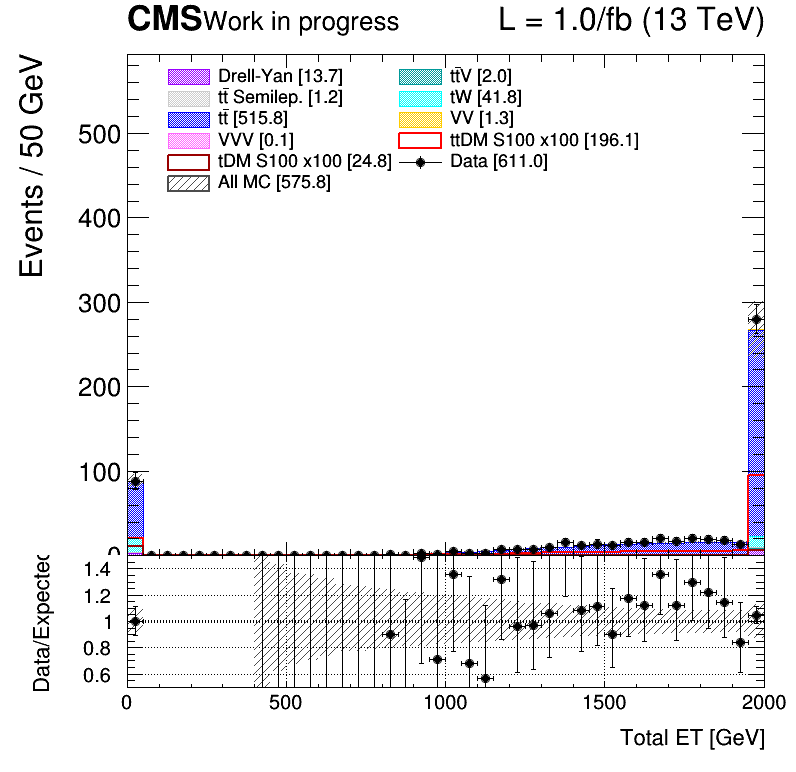 CMS Work in progress L = 1.0/fb (13 TeV)
Drell-Yan [13.7] tt̄V [2.0]
tt̄ Semilep. [1.2] tW [41.8]
tt̄ [515.8] VV [1.3]
VVV [0.1] ttDM S100 x100 [196.1]
tDM S100 x100 [24.8] Data [611.0]
All MC [575.8]
Events / 50 GeV
500
400
300
200
100
0
Data/Expected
1.4
1.2
1
0.8
0.6
0 500 1000 1500 2000
Total ET [GeV]